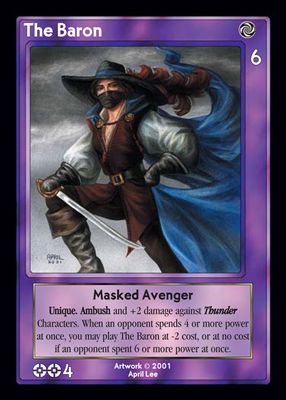 The Baron
6
APRIL
2001
Masked Avenger
Unique. Ambush and +2 damage against Thunder
Characters. When an opponent spends 4 or more power
at once, you may play The Baron at -2 cost, or at no cost
if an opponent spent 6 or more power at once.
4
Artwork © 2001
April Lee